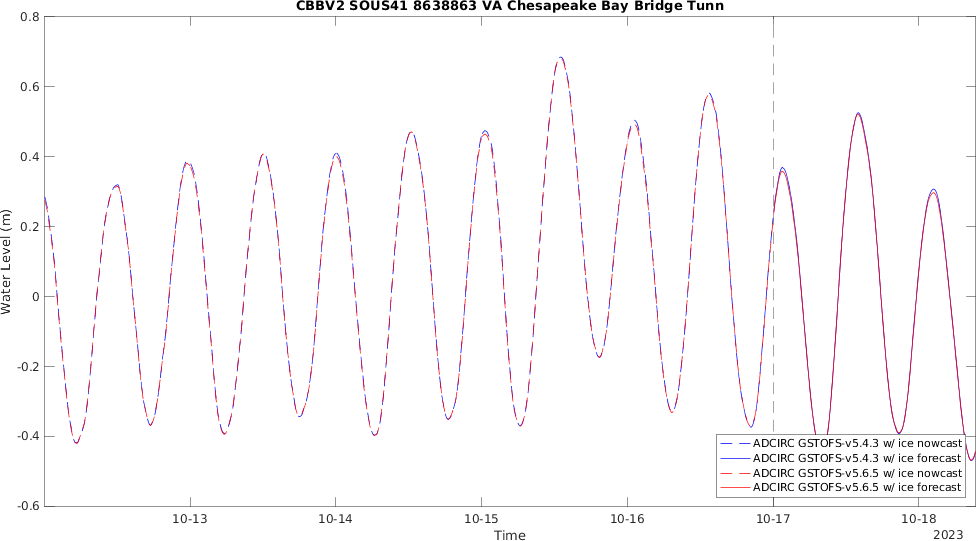 CBBV2 SOUS41 8638863 VA Chesapeake Bay Bridge Tunn
Water Level (m)
0.8
0.6
0.4
0.2
0
-0.2
-0.4
-0.6
ADCIRC GSTOFS-v5.4.3 w/ ice nowcast
ADCIRC GSTOFS-v5.4.3 w/ ice forecast
ADCIRC GSTOFS-v5.6.5 w/ ice nowcast
ADCIRC GSTOFS-v5.6.5 w/ ice forecast
10-13 10-14 10-15 10-16 10-17 10-18
Time
2023